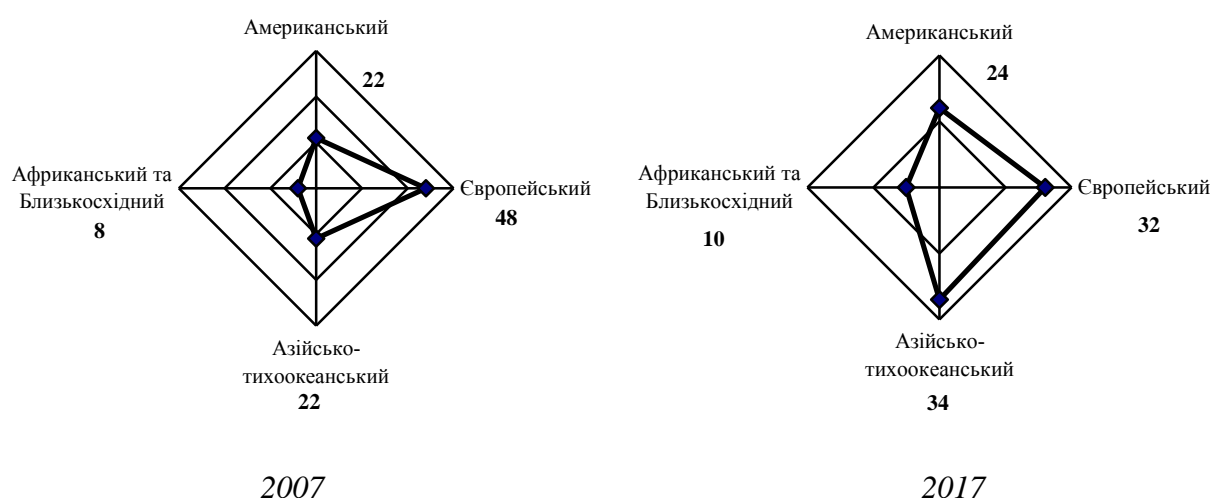 Американський
22
Африканський та
Близькосхідний
8
Європейський
48
Азійсько-
тихоокеанський
22
2007
Американський
24
Африканський та
Близькосхідний
10
Європейський
32
Азійсько-
тихоокеанський
34
2017